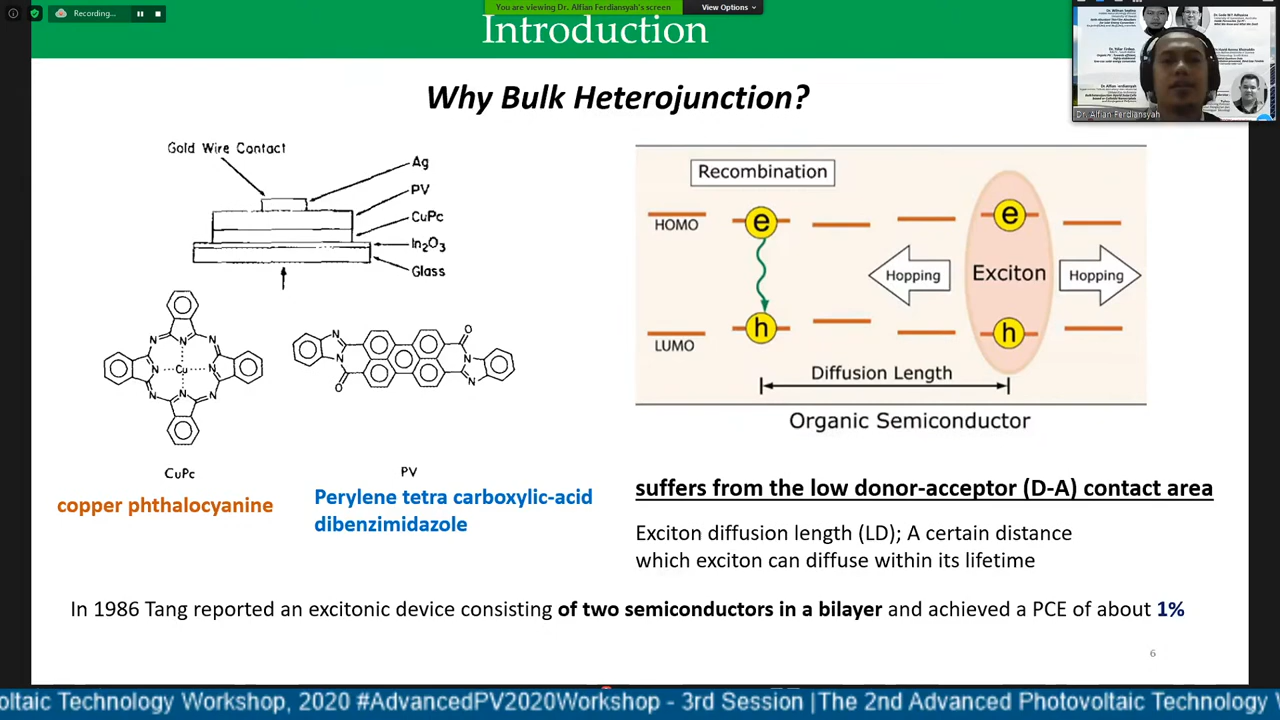 Recording...
You are viewing Dr. Alfian Ferdiansyah's screen
View Options
Introduction
Why Bulk Heterojunction?
Dr. Alfian Ferdiansyah
Gold Wire Contact
Ag
PV
CuPc
In2O3
Glass
N
N
N
N
Cu
N
N
N
N
N
N
O
O
N
N
CuPc
PV
copper phthalocyanine
Perylene tetra carboxylic-acid
dibenzimidazole
Recombination
HOMO
e
e
Hopping
Exciton
Hopping
h
h
LUMO
Diffusion Length
Organic Semiconductor
suffers from the low donor-acceptor (D-A) contact area
Exciton diffusion length (LD); A certain distance
which exciton can diffuse within its lifetime
In 1986 Tang reported an excitonic device consisting of two semiconductors in a bilayer and achieved a PCE of about 1%
6
oltaic Technology Workshop, 2020 #AdvancedPV2020Workshop - 3rd Session |The 2nd Advanced Photovoltaic Technology W